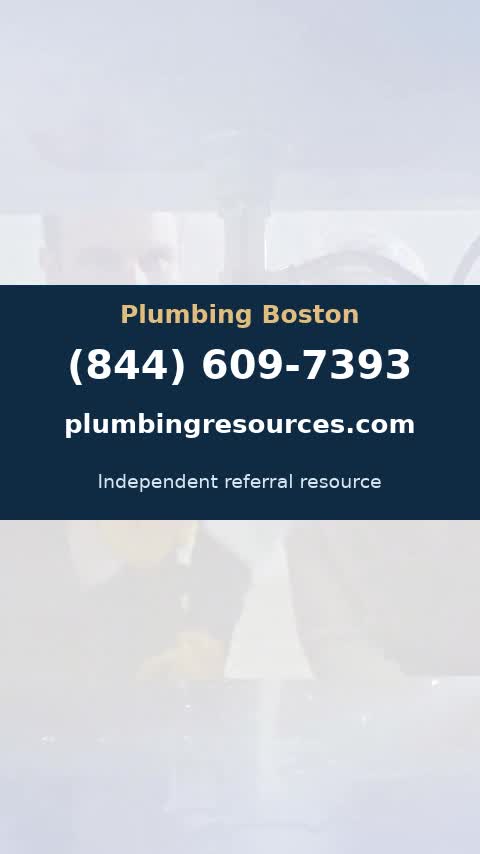 Plumbing Boston
(844) 609-7393
plumbingresources.com
Independent referral resource